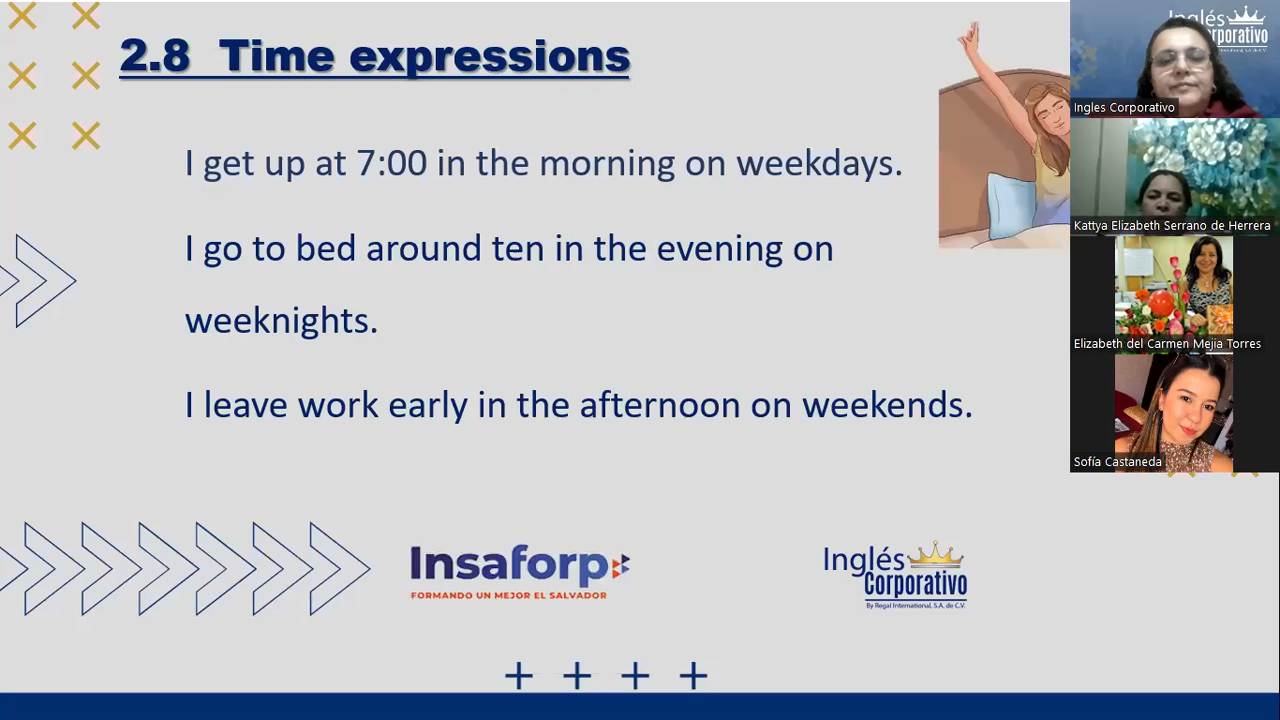 2.8 Time expressions
I get up at 7:00 in the morning on weekdays.
I go to bed around ten in the evening on
weeknights.
I leave work early in the afternoon on weekends.
Insaforp
FORMANDO UN MEJOR EL SALVADOR
Inglés
Corporativo
By Regal International, S.A. de C.V.
Inglés
Corporativo
Ingles Corporativo
Kattya Elizabeth Serrano de Herrera
Elizabeth del Carmen Mejia Torres
Sofía Castaneda